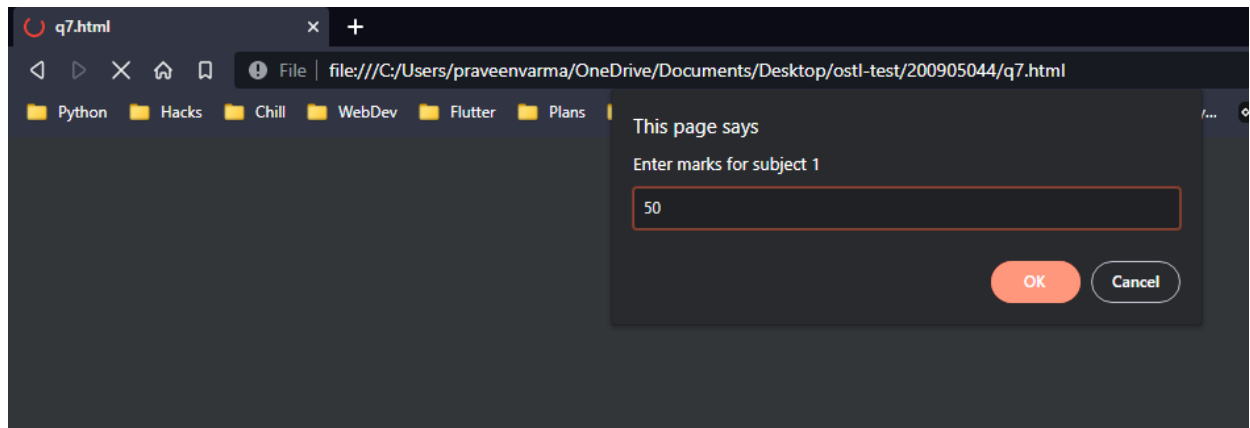 q7.html
File file:///C:/Users/praveenvarma/OneDrive/Documents/Desktop/ostl-test/200905044/q7.html
Python Hacks Chill WebDev Flutter Plans
This page says
Enter marks for subject 1
50
OK Cancel